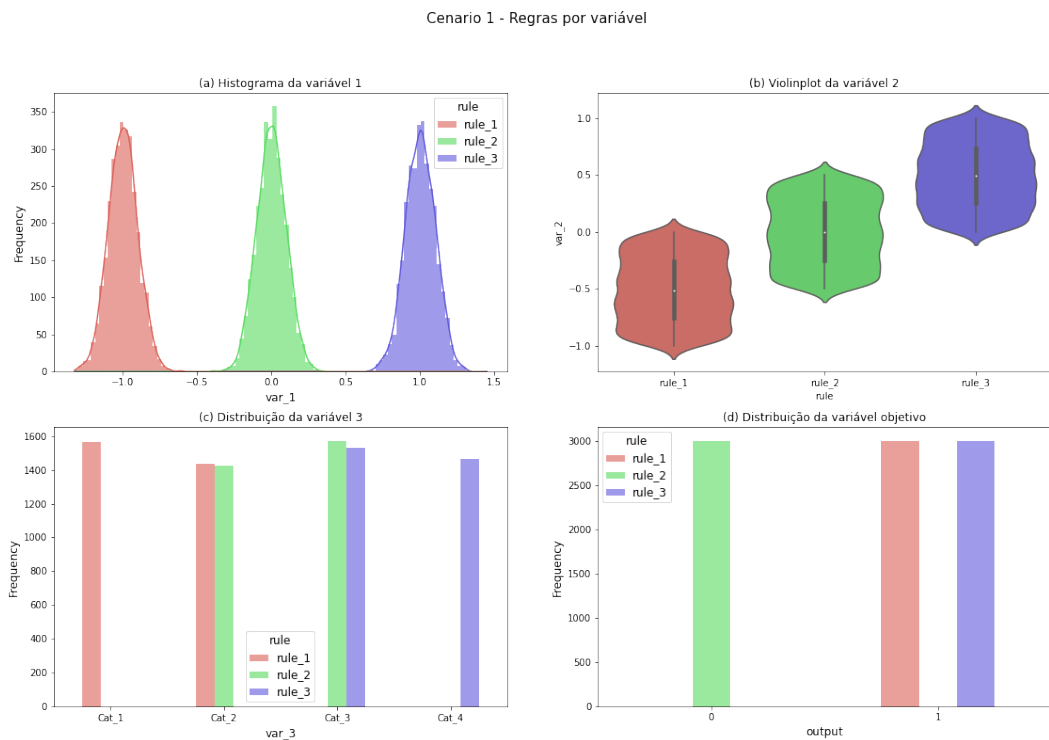 Cenario 1 - Regras por variável
(a) Histograma da variável 1
Frequency
350
300
250
200
150
100
50
0
rule
rule_1
rule_2
rule_3
−1.0
−0.5
0.0
0.5
1.0
1.5
var_1
(b) Violinplot da variável 2
var_2
1.0
0.5
0.0
−0.5
−1.0
rule_1
rule_2
rule_3
rule
(c) Distribuição da variável 3
Frequency
1600
1400
1200
1000
800
600
400
200
0
rule
rule_1
rule_2
rule_3
Cat_1
Cat_2
Cat_3
Cat_4
var_3
(d) Distribuição da variável objetivo
Frequency
3000
2500
2000
1500
1000
500
0
rule
rule_1
rule_2
rule_3
0
1
output